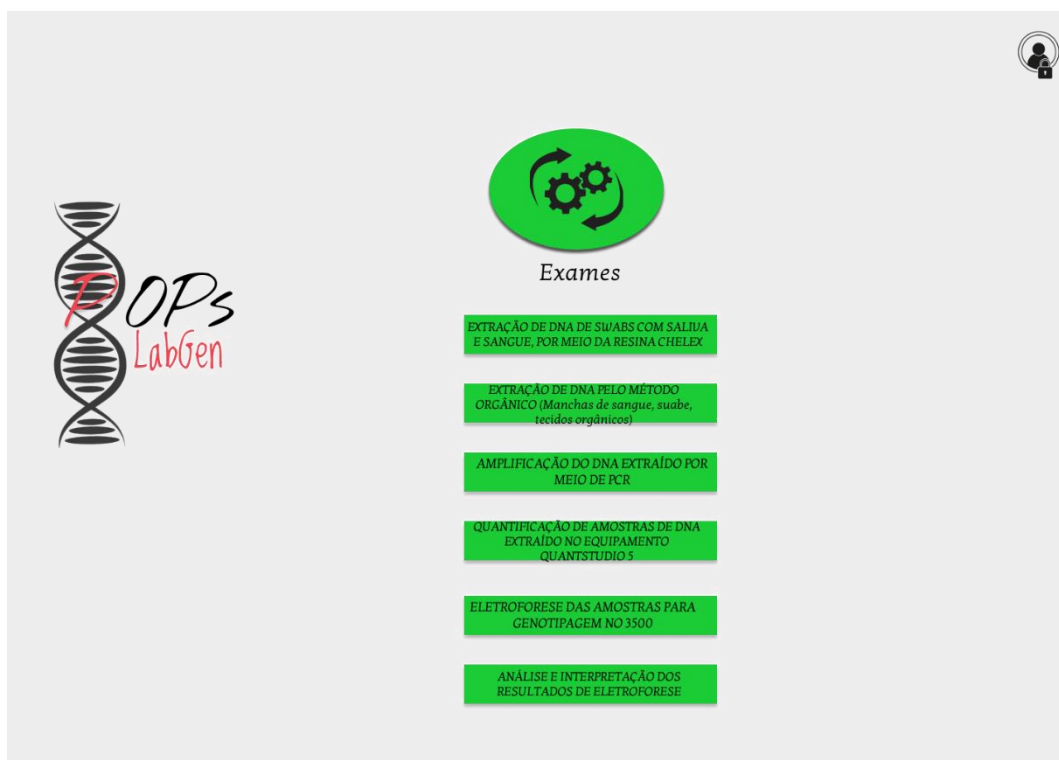 POPs
LabGen
Exames
EXTRAÇÃO DE DNA DE SWABS COM SALIVA
E SANGUE, POR MEIO DA RESINA CHELEX
EXTRAÇÃO DE DNA PELO MÉTODO
ORGÂNICO (Manchas de sangue, suabe,
tecidos orgânicos)
AMPLIFICAÇÃO DO DNA EXTRAÍDO POR
MEIO DE PCR
QUANTIFICAÇÃO DE AMOSTRAS DE DNA
EXTRAÍDO NO EQUIPAMENTO
QUANTSTUDIO 5
ELETROFORESE DAS AMOSTRAS PARA
GENOTIPAGEM NO 3500
ANÁLISE E INTERPRETAÇÃO DOS
RESULTADOS DE ELETROFORESE